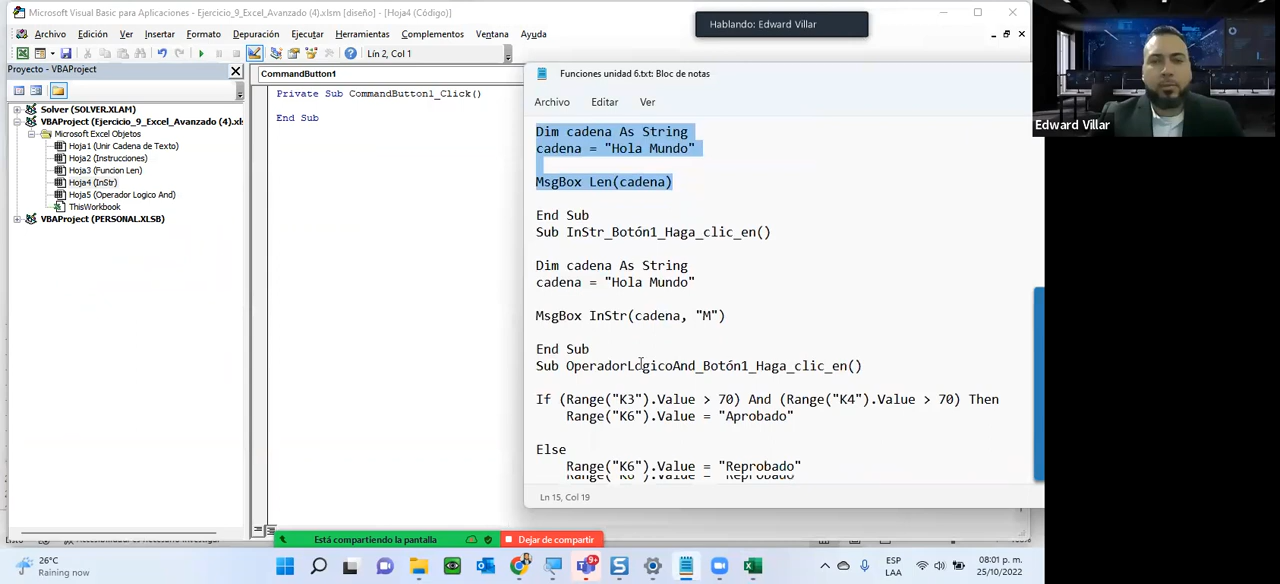 Microsoft Visual Basic para Aplicaciones - Ejercicio_9_Excel_Avanzado (4).xlsm [diseño] - [Hoja4 (Código)]
Hablando: Edward Villar
Archivo Edición Ver Insertar Formato Depuración Ejecutar Herramientas Complementos Ventana Ayuda
Lín 2, Col 1
Proyecto - VBAProject
CommandButton1
Solver (SOLVER.XLAM)
VBAProject (Ejercicio_9_Excel_Avanzado (4).xl
Microsoft Excel Objetos
Hoja1 (Unir Cadena de Texto)
Hoja2 (Instrucciones)
Hoja3 (Funcion Len)
Hoja4 (InStr)
Hoja5 (Operador Logico And)
ThisWorkbook
VBAProject (PERSONAL.XLSB)
Private Sub CommandButton1_Click()
End Sub
Funciones unidad 6.txt: Bloc de notas
Archivo Editar Ver
Dim cadena As String
cadena = "Hola Mundo"
MsgBox Len(cadena)
End Sub
Sub InStr_Botón1_Haga_clic_en()
Dim cadena As String
cadena = "Hola Mundo"
MsgBox InStr(cadena, "M")
End Sub
Sub OperadorLogicoAnd_Botón1_Haga_clic_en()
If (Range("K3").Value > 70) And (Range("K4").Value > 70) Then
Range("K6").Value = "Aprobado"
Else
Range("K6").Value = "Reprobado"
Ln 15, Col 19
Edward Villar
Está compartiendo la pantalla
Dejar de compartir
26°C
Raining now
9+
ESP
LAA
08:01 p. m.
25/10/2022